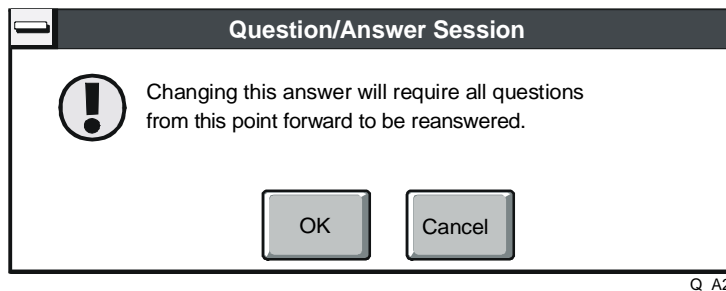 Question/Answer Session
Changing this answer will require all questions
from this point forward to be reanswered.
OK
Cancel
Q_A2